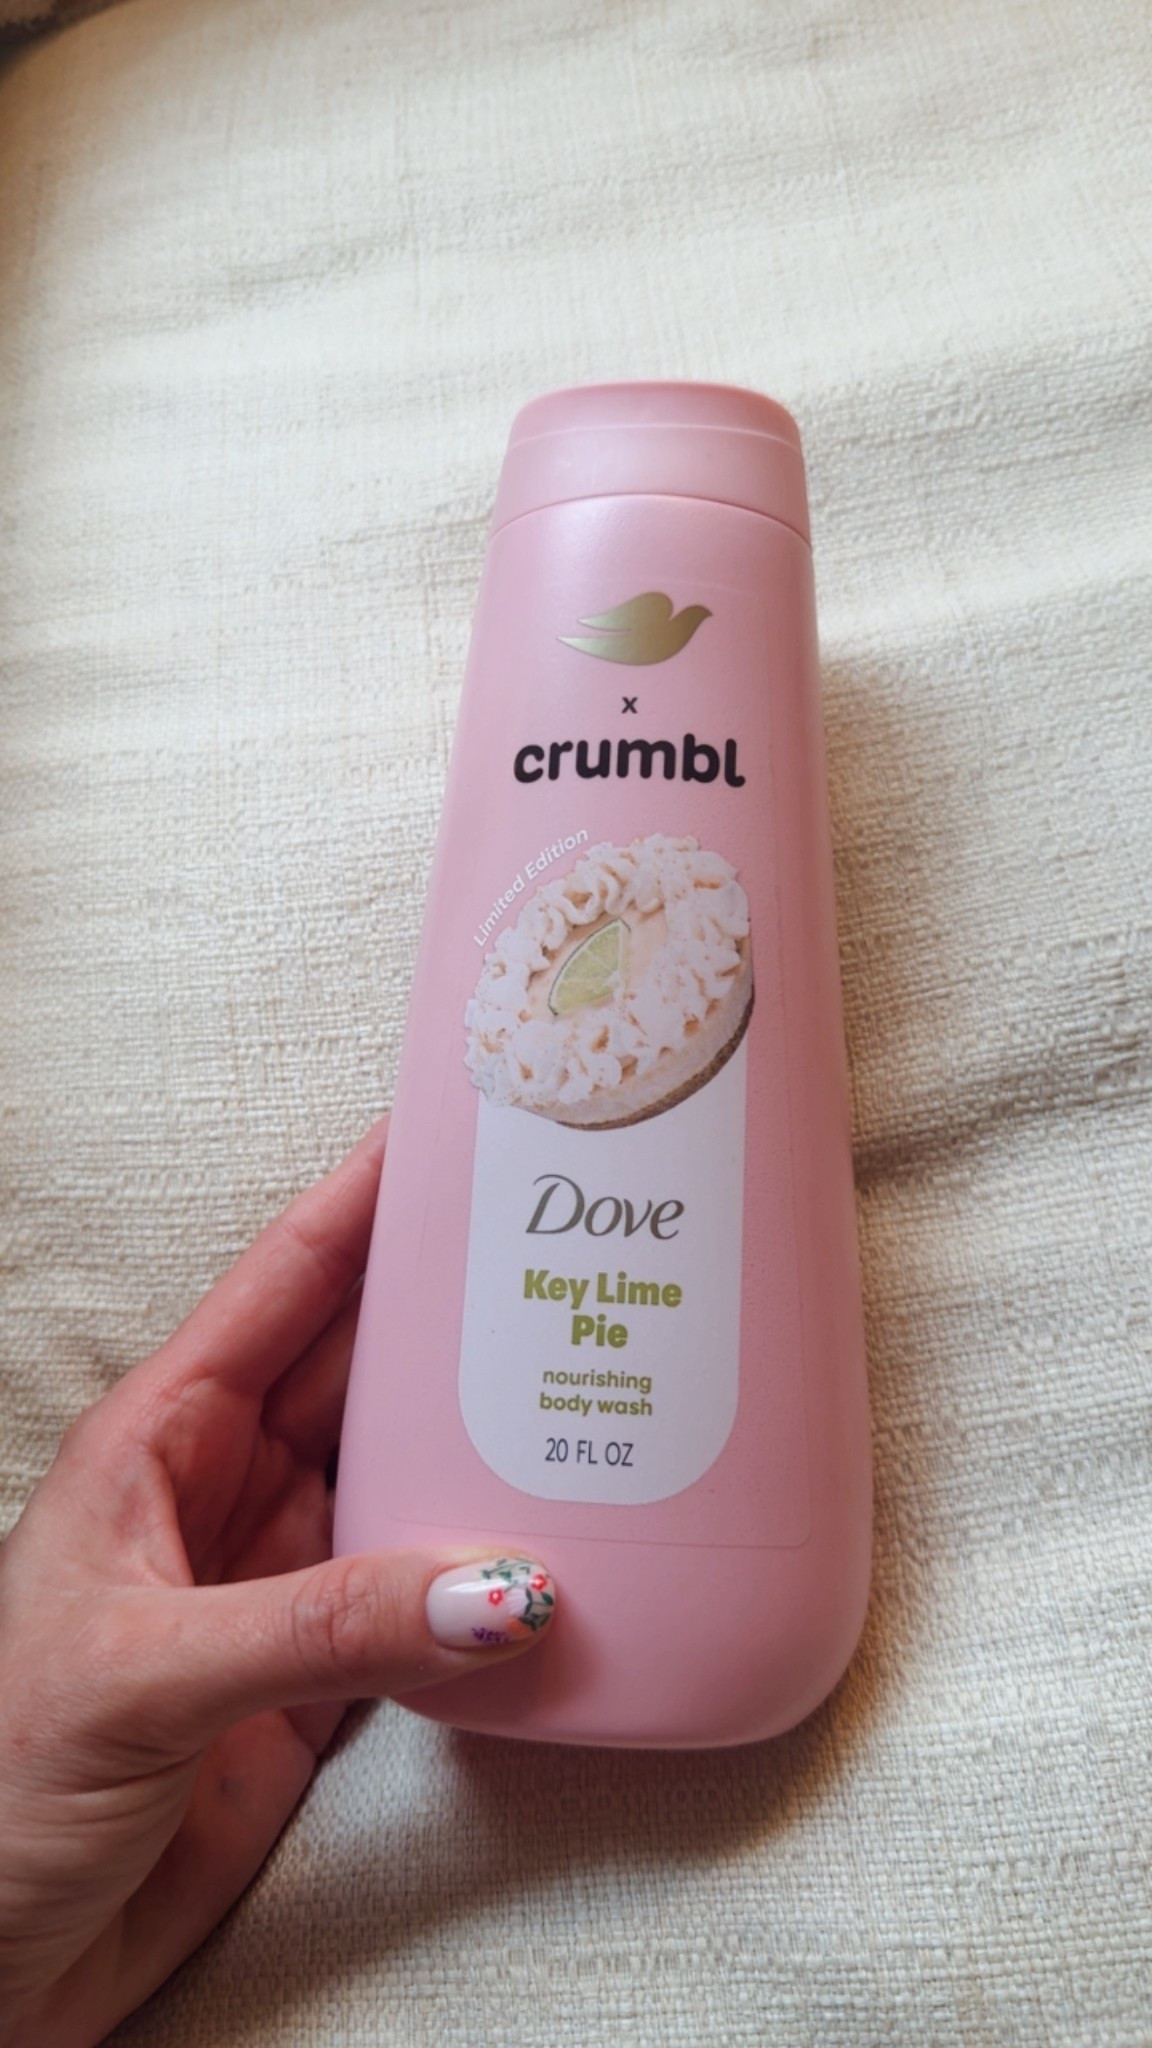 x
crumbl
Limited Edition
Dove
Key Lime
Pie
nourishing
body wash
20 FL OZ